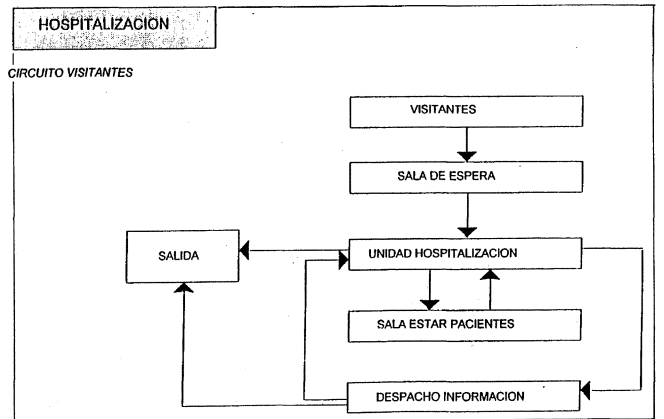 HOSPITALIZACION
CIRCUITO VISITANTES
VISITANTES
SALA DE ESPERA
SALIDA
UNIDAD HOSPITALIZACION
SALA ESTAR PACIENTES
DESPACHO INFORMACION